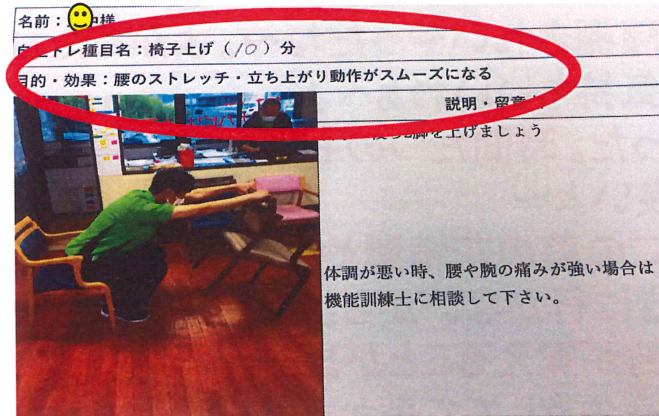 名前：様
トレ種目名：椅子上げ（10）分
目的・効果：腰のストレッチ・立ち上がり動作がスムーズになる
説明・留意
脚を上げましょう
体調が悪い時、腰や腕の痛みが強い場合は
機能訓練士に相談して下さい。